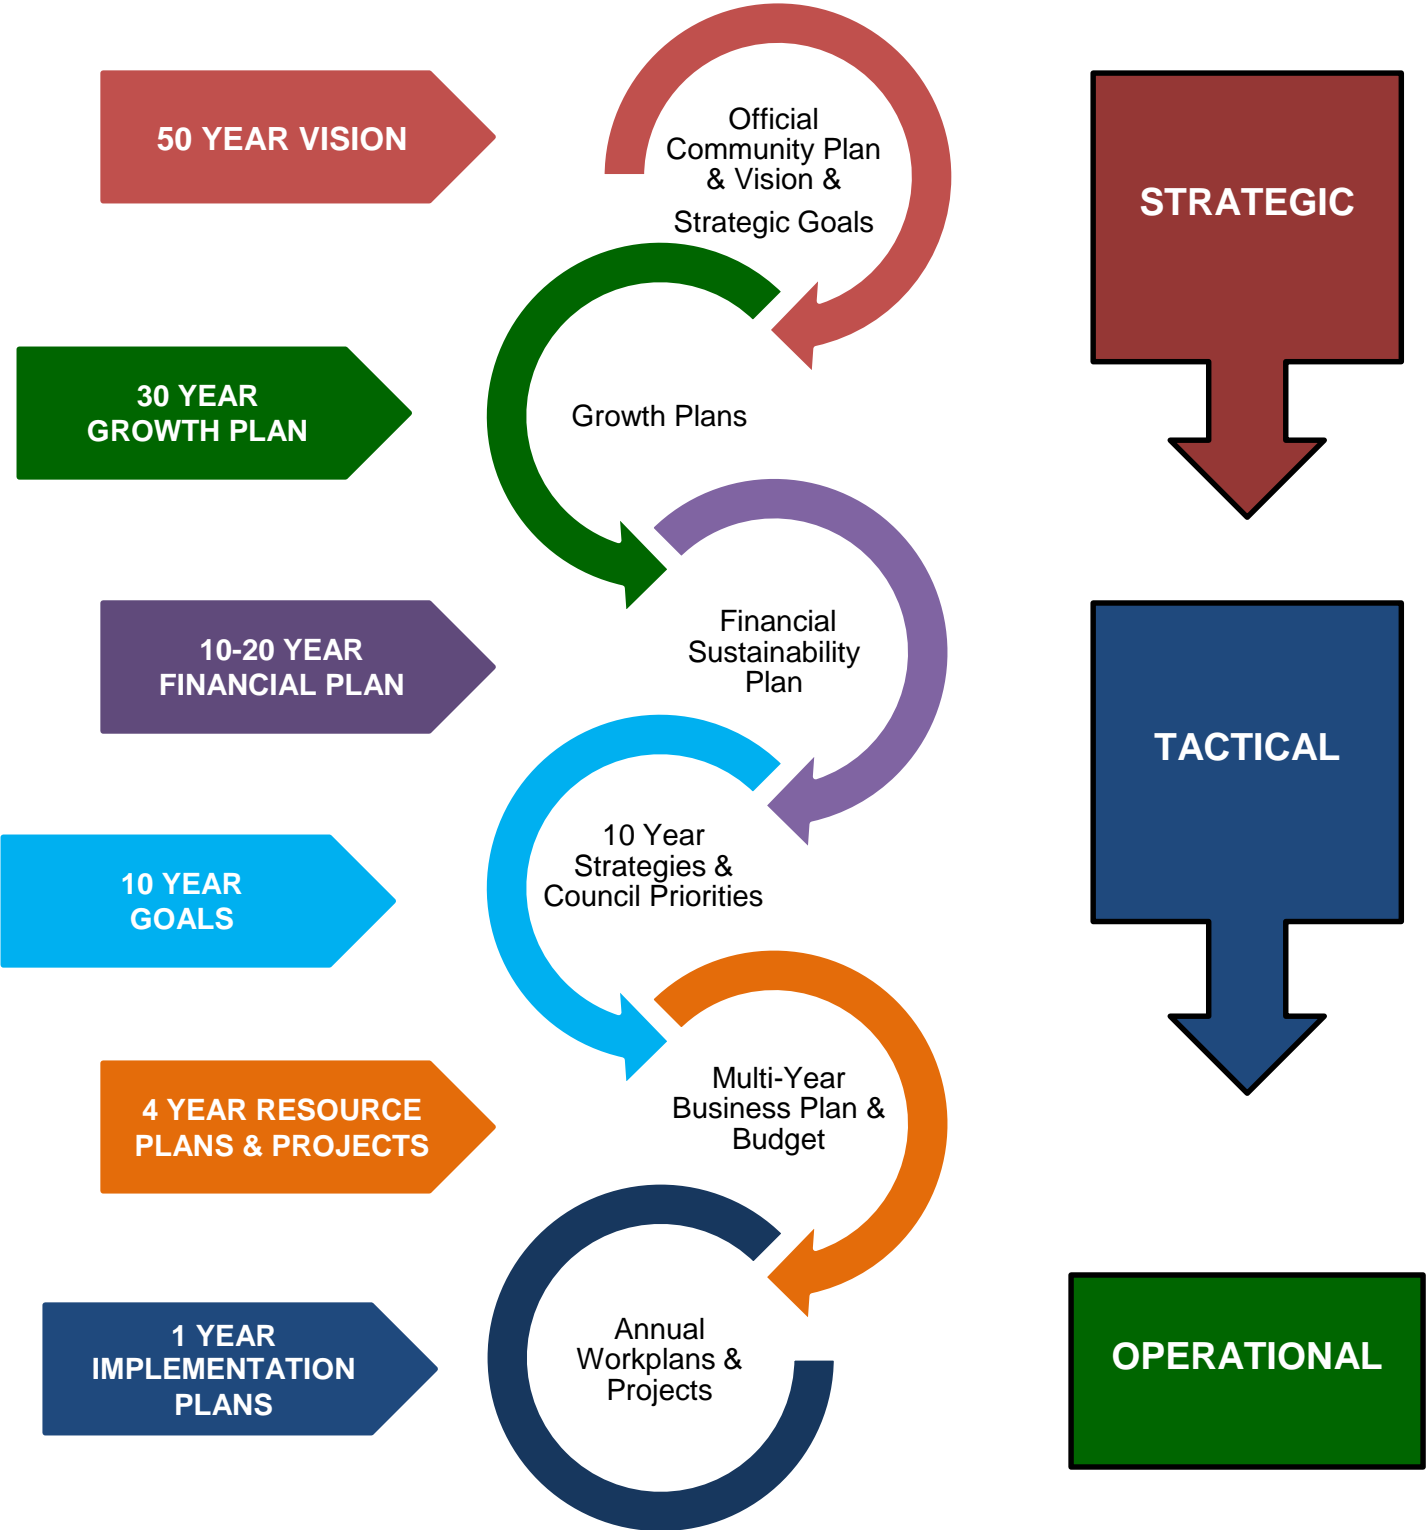 50 YEAR VISION
Official
Community Plan
& Vision &
Strategic Goals
STRATEGIC
30 YEAR
GROWTH PLAN
Growth Plans
10-20 YEAR
FINANCIAL PLAN
Financial
Sustainability
Plan
TACTICAL
10 YEAR
GOALS
10 Year
Strategies &
Council Priorities
4 YEAR RESOURCE
PLANS & PROJECTS
Multi-Year
Business Plan &
Budget
1 YEAR
IMPLEMENTATION
PLANS
Annual
Workplans &
Projects
OPERATIONAL